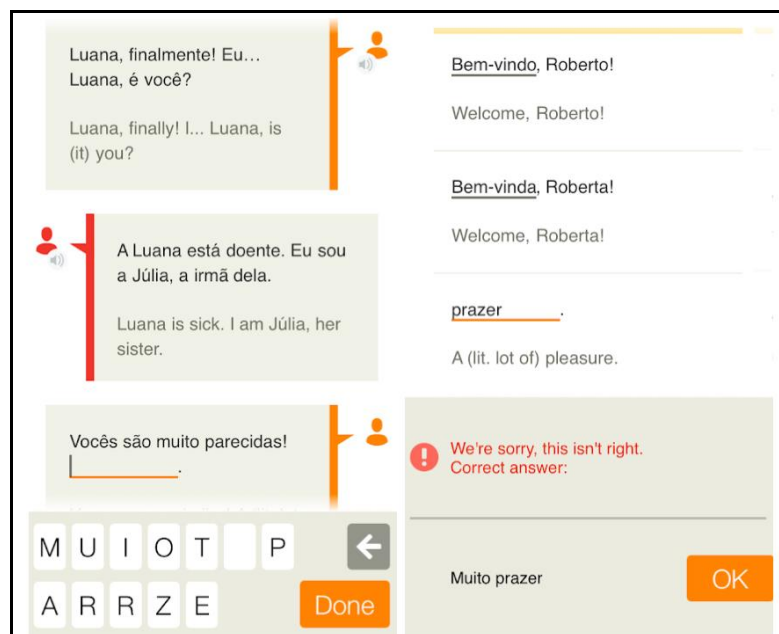 Luana, finalmente! Eu…
Luana, é você?
Luana, finally! I... Luana, is
(it) you?
A Luana está doente. Eu sou
a Júlia, a irmã dela.
Luana is sick. I am Júlia, her
sister.
Vocês são muito parecidas!
.
M U I O T P
A R R Z E
Done
Bem-vindo, Roberto!
Welcome, Roberto!
Bem-vinda, Roberta!
Welcome, Roberta!
prazer .
A (lit. lot of) pleasure.
We're sorry, this isn't right.
Correct answer:
Muito prazer
OK